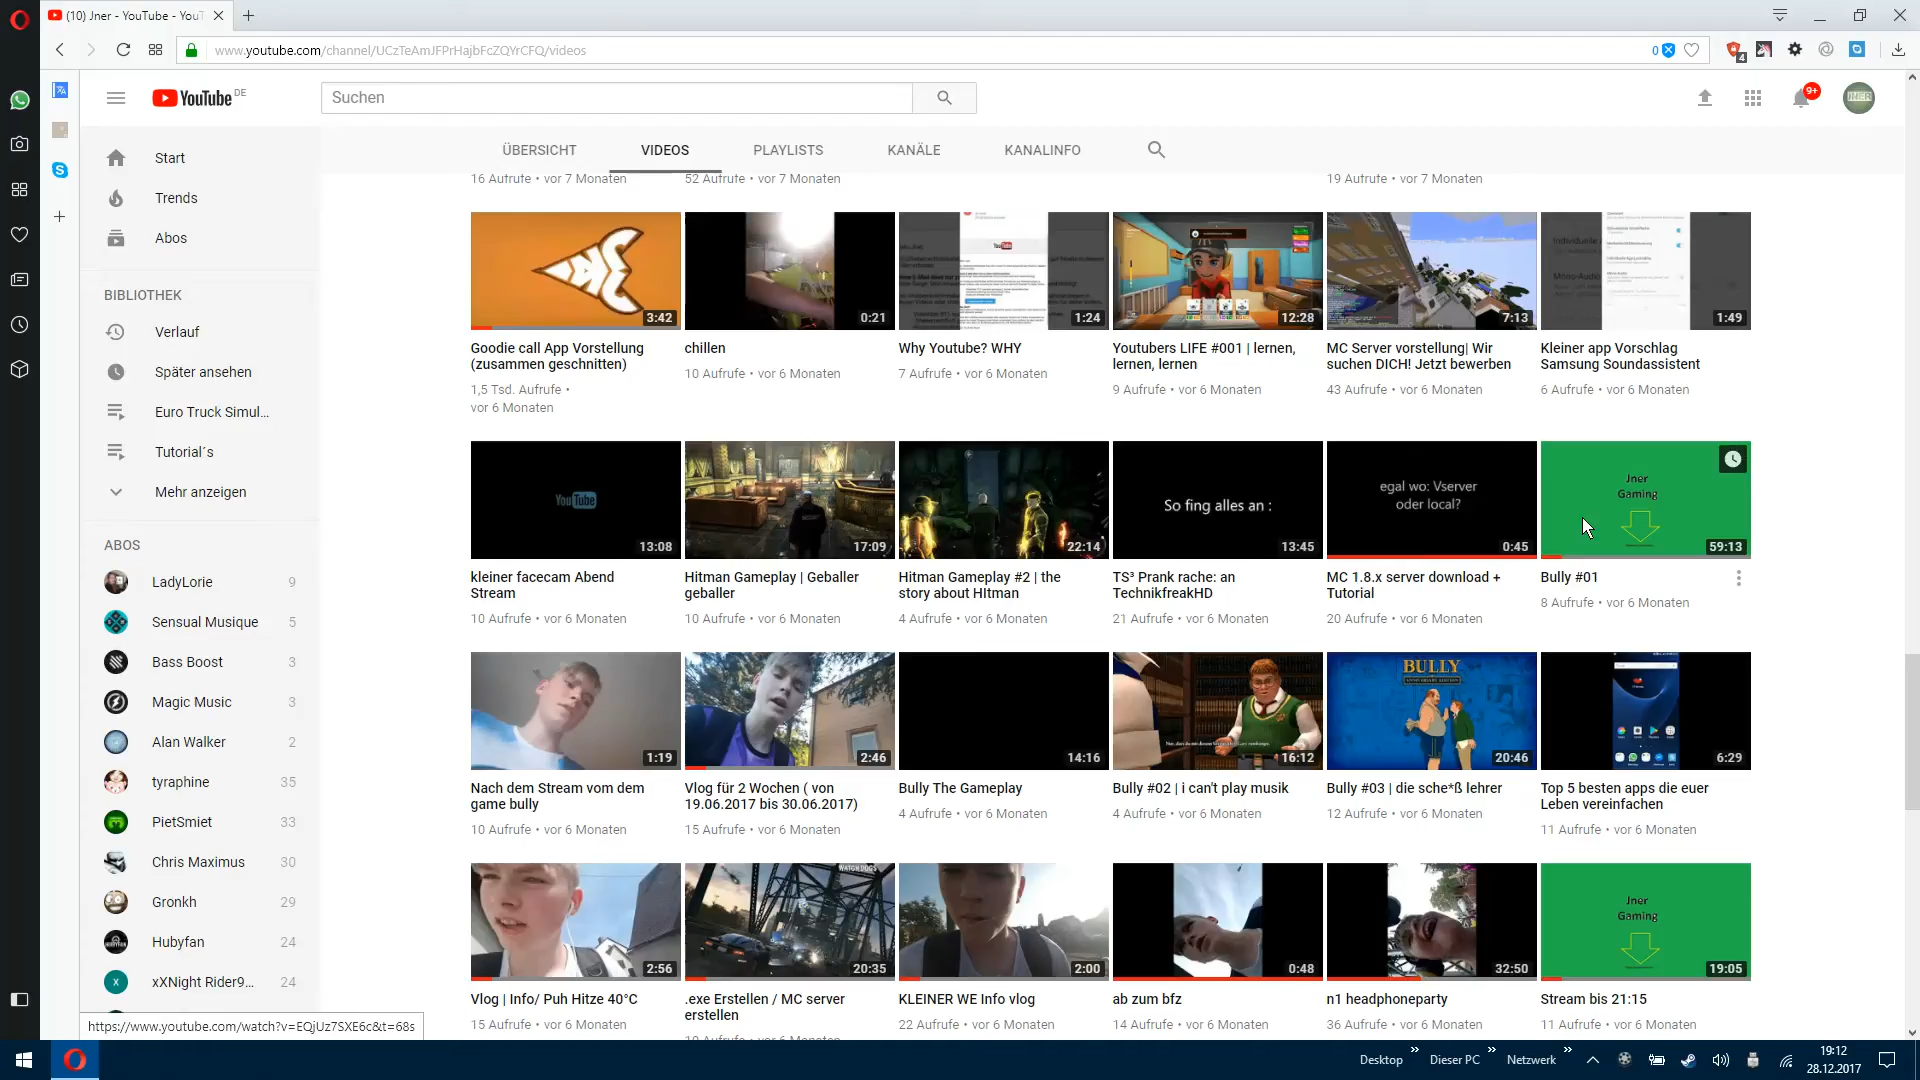 (10) Jner - YouTube - YouT
www.youtube.com/channel/UCzTeAmJFPrHajbFcZQYrCFQ/videos
0
4
YouTube DE
Suchen
9+
Start
Trends
Abos
BIBLIOTHEK
Verlauf
Später ansehen
Euro Truck Simul...
Tutorial´s
Mehr anzeigen
ABOS
LadyLorie 9
Sensual Musique 5
Bass Boost 3
Magic Music 3
Alan Walker 2
tyraphine 35
PietSmiet 33
Chris Maximus 30
Gronkh 29
Hubyfan 24
xXNight Rider9... 24
ÜBERSICHT VIDEOS PLAYLISTS KANÄLE KANALINFO
16 Aufrufe • vor 7 Monaten
52 Aufrufe • vor 7 Monaten
19 Aufrufe • vor 7 Monaten
3:42
Goodie call App Vorstellung
(zusammen geschnitten)
1,5 Tsd. Aufrufe •
vor 6 Monaten
0:21
chillen
10 Aufrufe • vor 6 Monaten
1:24
Why Youtube? WHY
7 Aufrufe • vor 6 Monaten
12:28
Youtubers LIFE #001 | lernen,
lernen, lernen
9 Aufrufe • vor 6 Monaten
7:13
MC Server vorstellung| Wir
suchen DICH! Jetzt bewerben
43 Aufrufe • vor 6 Monaten
1:49
Kleiner app Vorschlag
Samsung Soundassistent
6 Aufrufe • vor 6 Monaten
YouTube
13:08
kleiner facecam Abend
Stream
10 Aufrufe • vor 6 Monaten
17:09
Hitman Gameplay | Geballer
geballer
10 Aufrufe • vor 6 Monaten
22:14
Hitman Gameplay #2 | the
story about HItman
4 Aufrufe • vor 6 Monaten
So fing alles an :
13:45
TS³ Prank rache: an
TechnikfreakHD
21 Aufrufe • vor 6 Monaten
egal wo: Vserver
oder local?
0:45
MC 1.8.x server download +
Tutorial
20 Aufrufe • vor 6 Monaten
Jner
Gaming
59:13
Bully #01
8 Aufrufe • vor 6 Monaten
1:19
Nach dem Stream vom dem
game bully
10 Aufrufe • vor 6 Monaten
2:46
Vlog für 2 Wochen ( von
19.06.2017 bis 30.06.2017)
15 Aufrufe • vor 6 Monaten
14:16
Bully The Gameplay
4 Aufrufe • vor 6 Monaten
16:12
Bully #02 | i can't play musik
4 Aufrufe • vor 6 Monaten
BULLY
20:46
Bully #03 | die sche*ß lehrer
12 Aufrufe • vor 6 Monaten
6:29
Top 5 besten apps die euer
Leben vereinfachen
11 Aufrufe • vor 6 Monaten
2:56
Vlog | Info/ Puh Hitze 40°C
15 Aufrufe • vor 6 Monaten
WATCH DOGS
20:35
.exe Erstellen / MC server
erstellen
2:00
KLEINER WE Info vlog
22 Aufrufe • vor 6 Monaten
0:48
ab zum bfz
14 Aufrufe • vor 6 Monaten
32:50
n1 headphoneparty
36 Aufrufe • vor 6 Monaten
Jner
Gaming
19:05
Stream bis 21:15
11 Aufrufe • vor 6 Monaten
https://www.youtube.com/watch?v=EQjUz7SXE6c&t=68s
Desktop » Dieser PC » Netzwerk »
19:12
28.12.2017